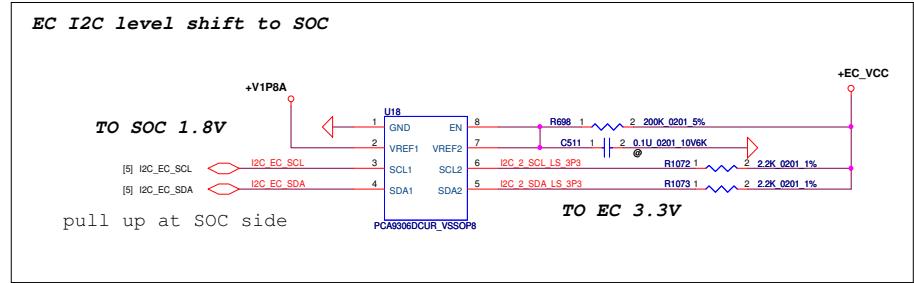 EC I2C level shift to SOC
+EC_VCC
+V1P8A
U18
TO SOC 1.8V
1 GND EN 8 R698 1 2 200K_0201_5%
2 VREF1 VREF2 7 C511 1 2 0.1U_0201_10V6K
@
[5] I2C_EC_SCL I2C_EC_SCL 3 SCL1 SCL2 6 I2C_2_SCL_LS_3P3 R1072 1 2 2.2K_0201_1%
[5] I2C_EC_SDA I2C_EC_SDA 4 SDA1 SDA2 5 I2C_2_SDA_LS_3P3 R1073 1 2 2.2K_0201_1%
TO EC 3.3V
pull up at SOC side
PCA9306DCUR_VSSOP8